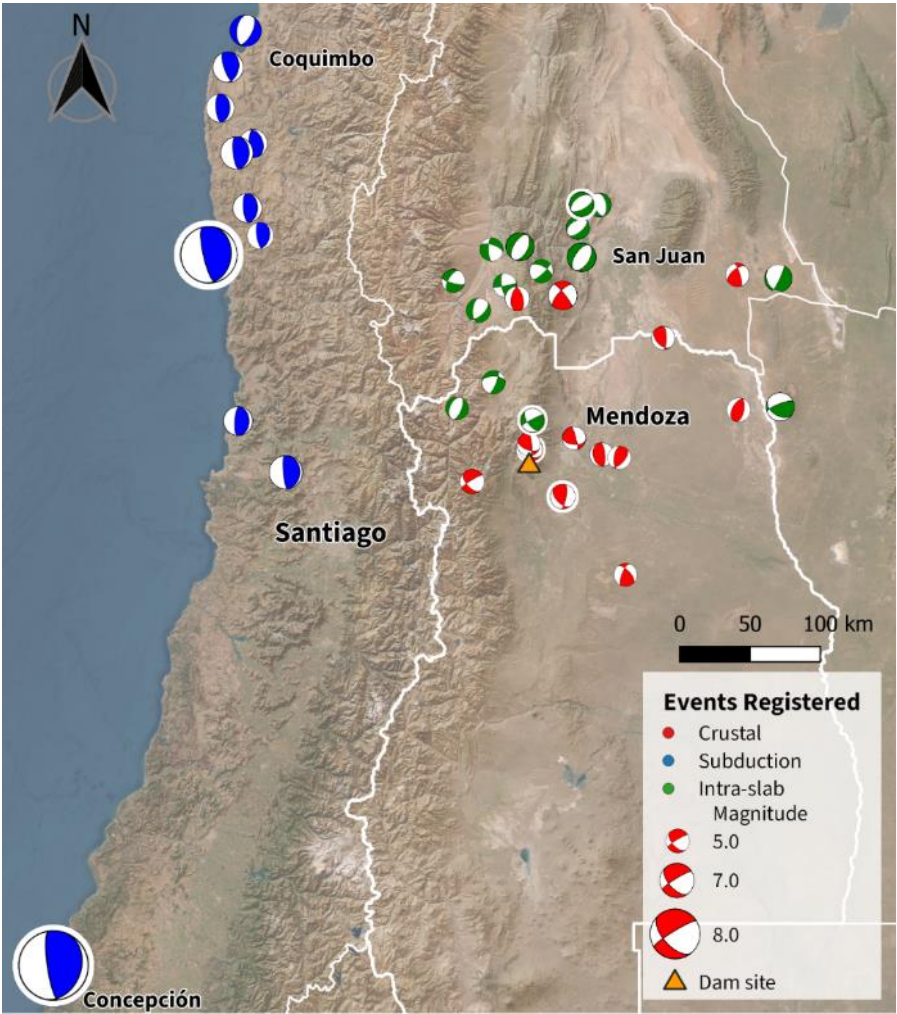 N
Coquimbo
San Juan
Mendoza
Santiago
0 50 100 km
Events Registered
Crustal
Subduction
Intra-slab
Magnitude
5.0
7.0
8.0
Dam site
Concepción